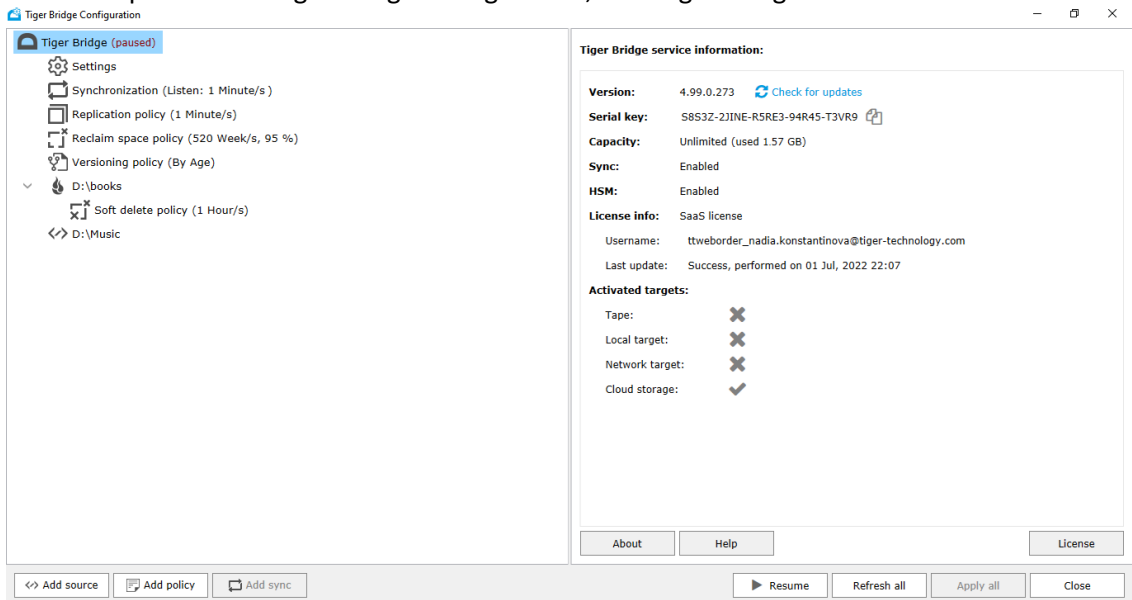 Tiger Bridge Configuration
Tiger Bridge (paused)
Settings
Synchronization (Listen: 1 Minute/s )
Replication policy (1 Minute/s)
Reclaim space policy (520 Week/s, 95 %)
Versioning policy (By Age)
D:\books
Soft delete policy (1 Hour/s)
D:\Music
Tiger Bridge service information:
Version: 4.99.0.273 Check for updates
Serial key: S8S3Z-2JINE-R5RE3-94R45-T3VR9
Capacity: Unlimited (used 1.57 GB)
Sync: Enabled
HSM: Enabled
License info: SaaS license
Username: ttweborder_nadia.konstantinova@tiger-technology.com
Last update: Success, performed on 01 Jul, 2022 22:07
Activated targets:
Tape:
Local target:
Network target:
Cloud storage:
About Help License
Add source Add policy Add sync Resume Refresh all Apply all Close